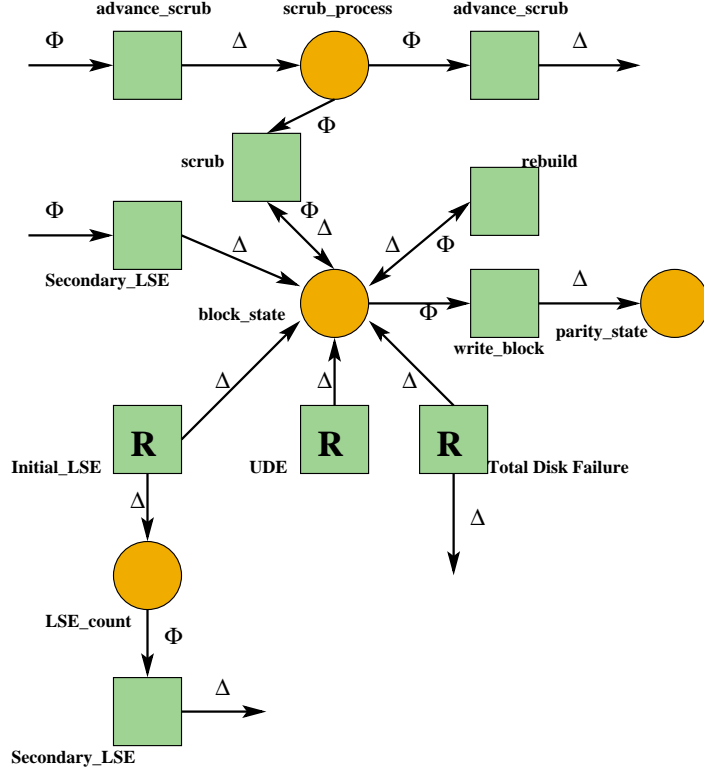 advance_scrub
scrub_process
advance_scrub
Φ
Δ
Φ
Δ
Φ
scrub
rebuild
Φ
Φ
Δ
Δ
Δ
Φ
Secondary_LSE
block_state
Φ
Δ
write_block
parity_state
Δ
Δ
Δ
R
R
R
Initial_LSE
UDE
Total Disk Failure
Δ
Δ
LSE_count
Φ
Δ
Secondary_LSE